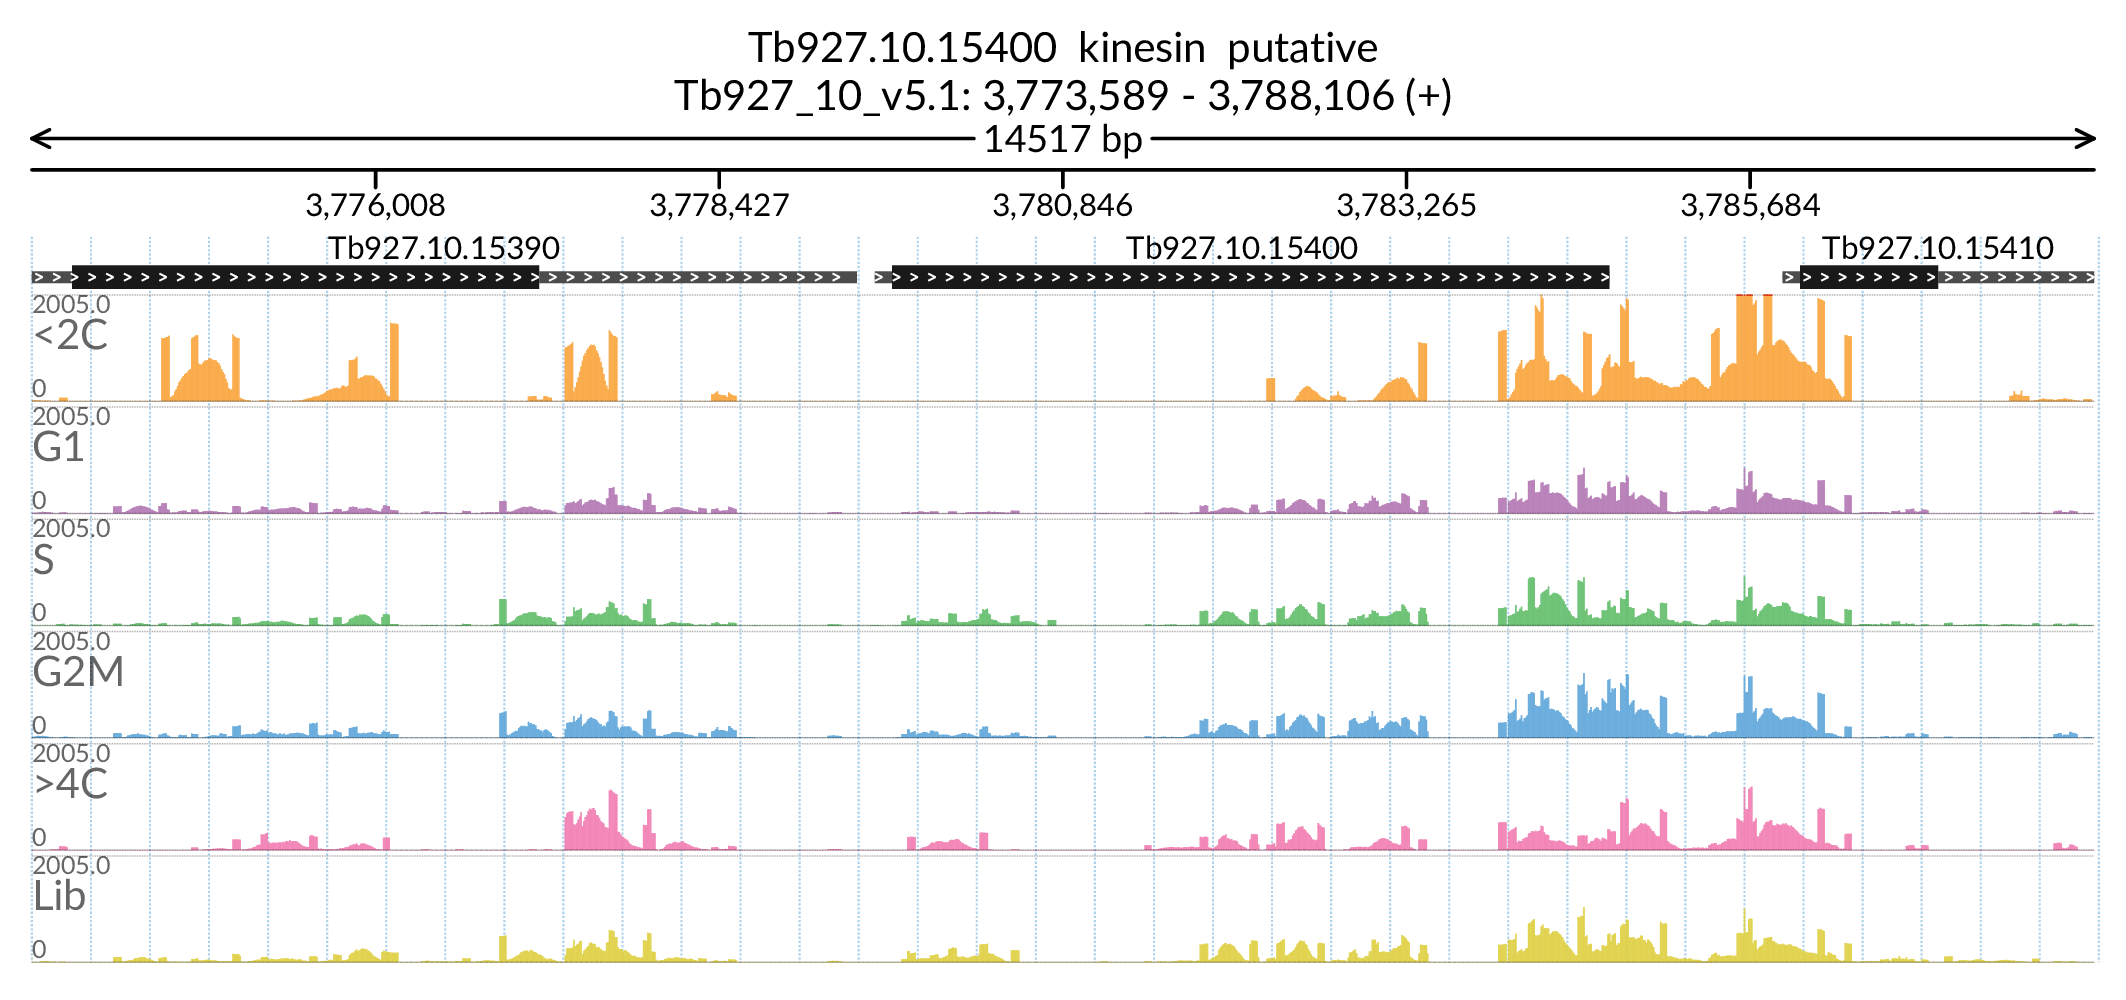 Tb927.10.15400 kinesin putative
Tb927_10_v5.1: 3,773,589 - 3,788,106 (+)
14517 bp
3,776,008 3,778,427 3,780,846 3,783,265 3,785,684
Tb927.10.15390 Tb927.10.15400 Tb927.10.15410
2005.0
<2C
0
2005.0
G1
0
2005.0
S
0
2005.0
G2M
0
2005.0
>4C
0
2005.0
Lib
0